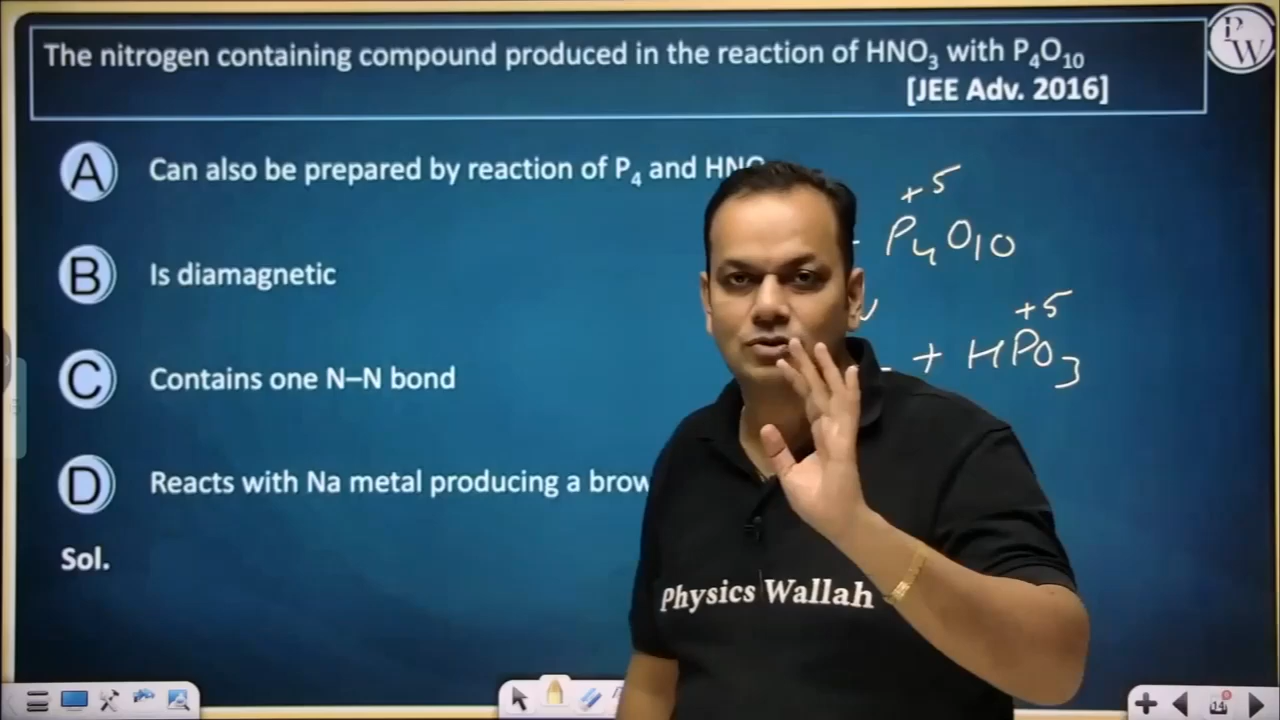 The nitrogen containing compound produced in the reaction of HNO₃ with P₄O₁₀
[JEE Adv. 2016]
P
W
A Can also be prepared by reaction of P₄ and
+5
P₄O₁₀
B Is diamagnetic
+5
+ HPO₃
C Contains one N–N bond
D Reacts with Na metal producing a
Sol.
Physics Wallah
14